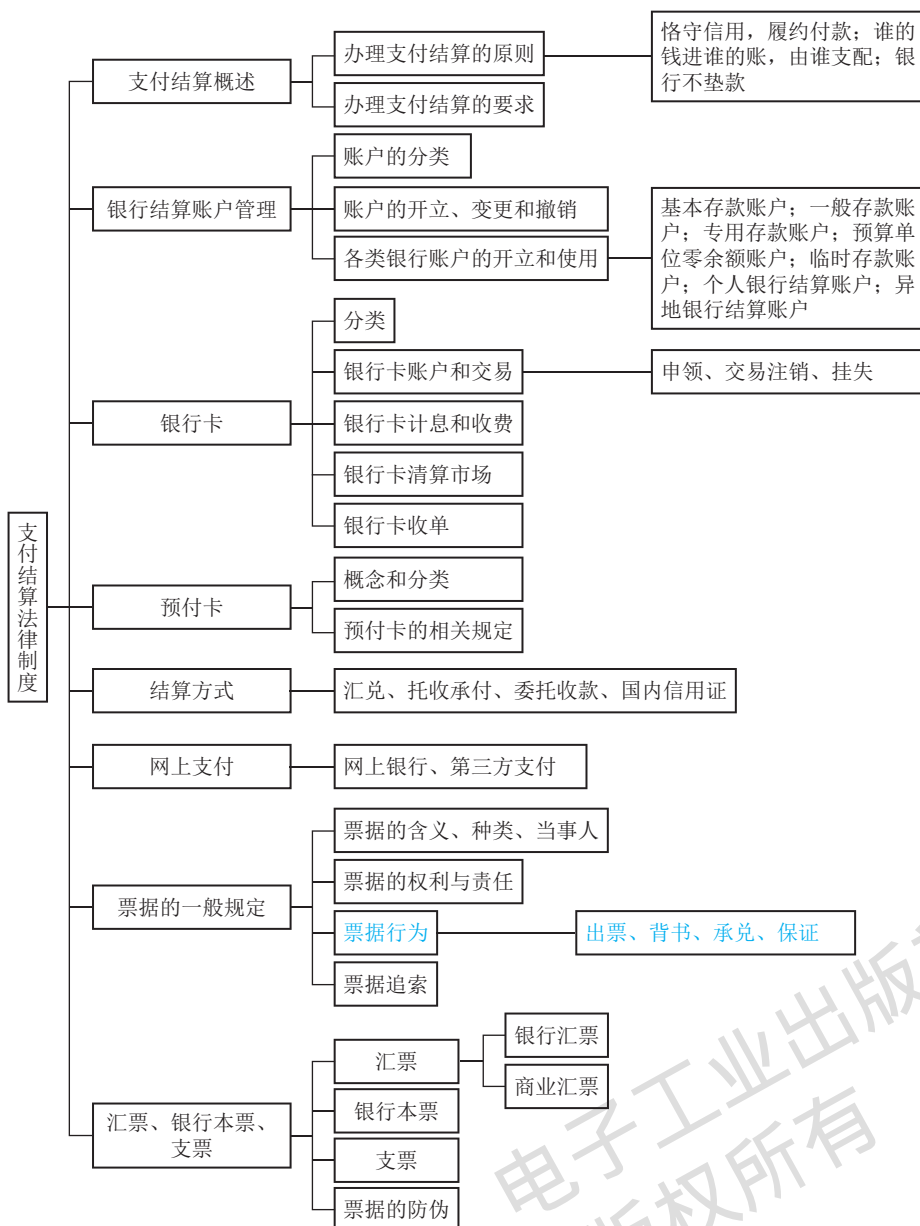 支付结算法律制度
支付结算概述
办理支付结算的原则
恪守信用，履约付款；谁的
钱进谁的账，由谁支配；银
行不垫款
办理支付结算的要求
银行结算账户管理
账户的分类
账户的开立、变更和撤销
各类银行账户的开立和使用
基本存款账户；一般存款账
户；专用存款账户；预算单
位零余额账户；临时存款账
户；个人银行结算账户；异
地银行结算账户
银行卡
分类
银行卡账户和交易
申领、交易注销、挂失
银行卡计息和收费
银行卡清算市场
银行卡收单
预付卡
概念和分类
预付卡的相关规定
结算方式
汇兑、托收承付、委托收款、国内信用证
网上支付
网上银行、第三方支付
票据的一般规定
票据的含义、种类、当事人
票据的权利与责任
票据行为
出票、背书、承兑、保证
票据追索
汇票、银行本票、
支票
汇票
银行汇票
商业汇票
银行本票
支票
票据的防伪
电子工业出版
版权所有